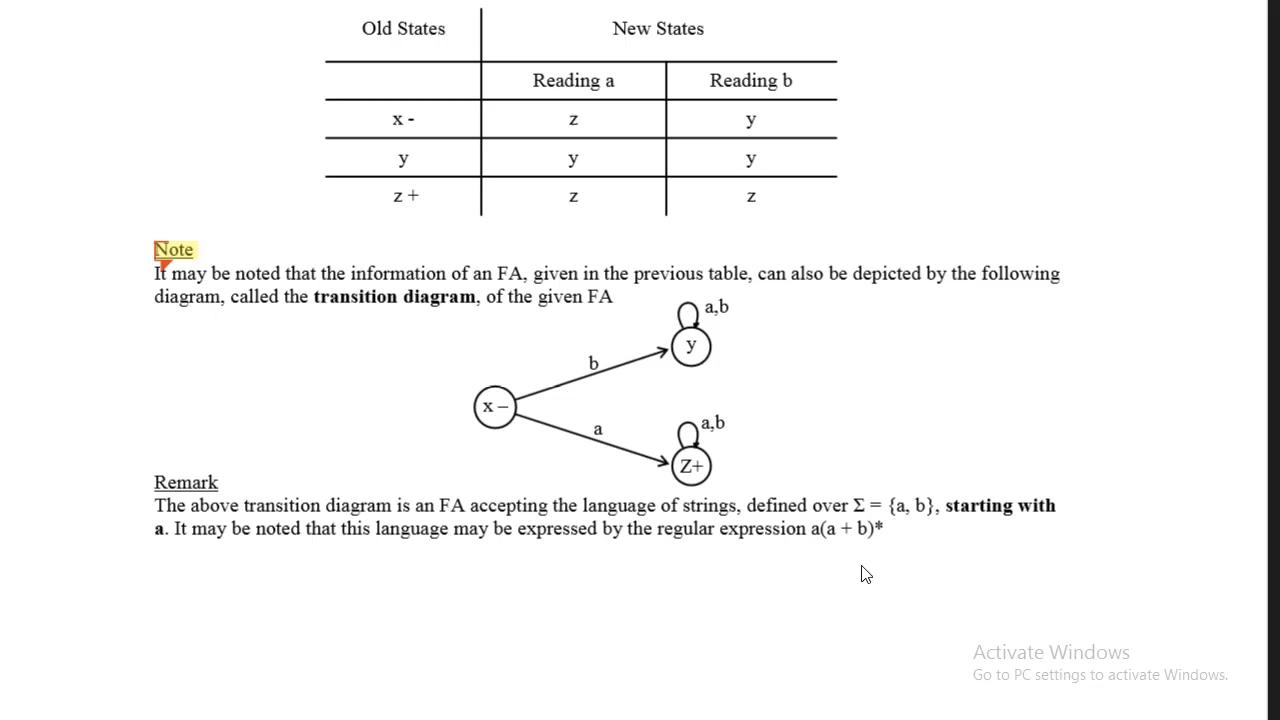 Old States New States
Reading a Reading b
x - z y
y y y
z + z z
Note
It may be noted that the information of an FA, given in the previous table, can also be depicted by the following
diagram, called the transition diagram, of the given FA
a,b
y
b
x –
a
a,b
Z+
Remark
The above transition diagram is an FA accepting the language of strings, defined over Σ = {a, b}, starting with
a. It may be noted that this language may be expressed by the regular expression a(a + b)*
Activate Windows
Go to PC settings to activate Windows.